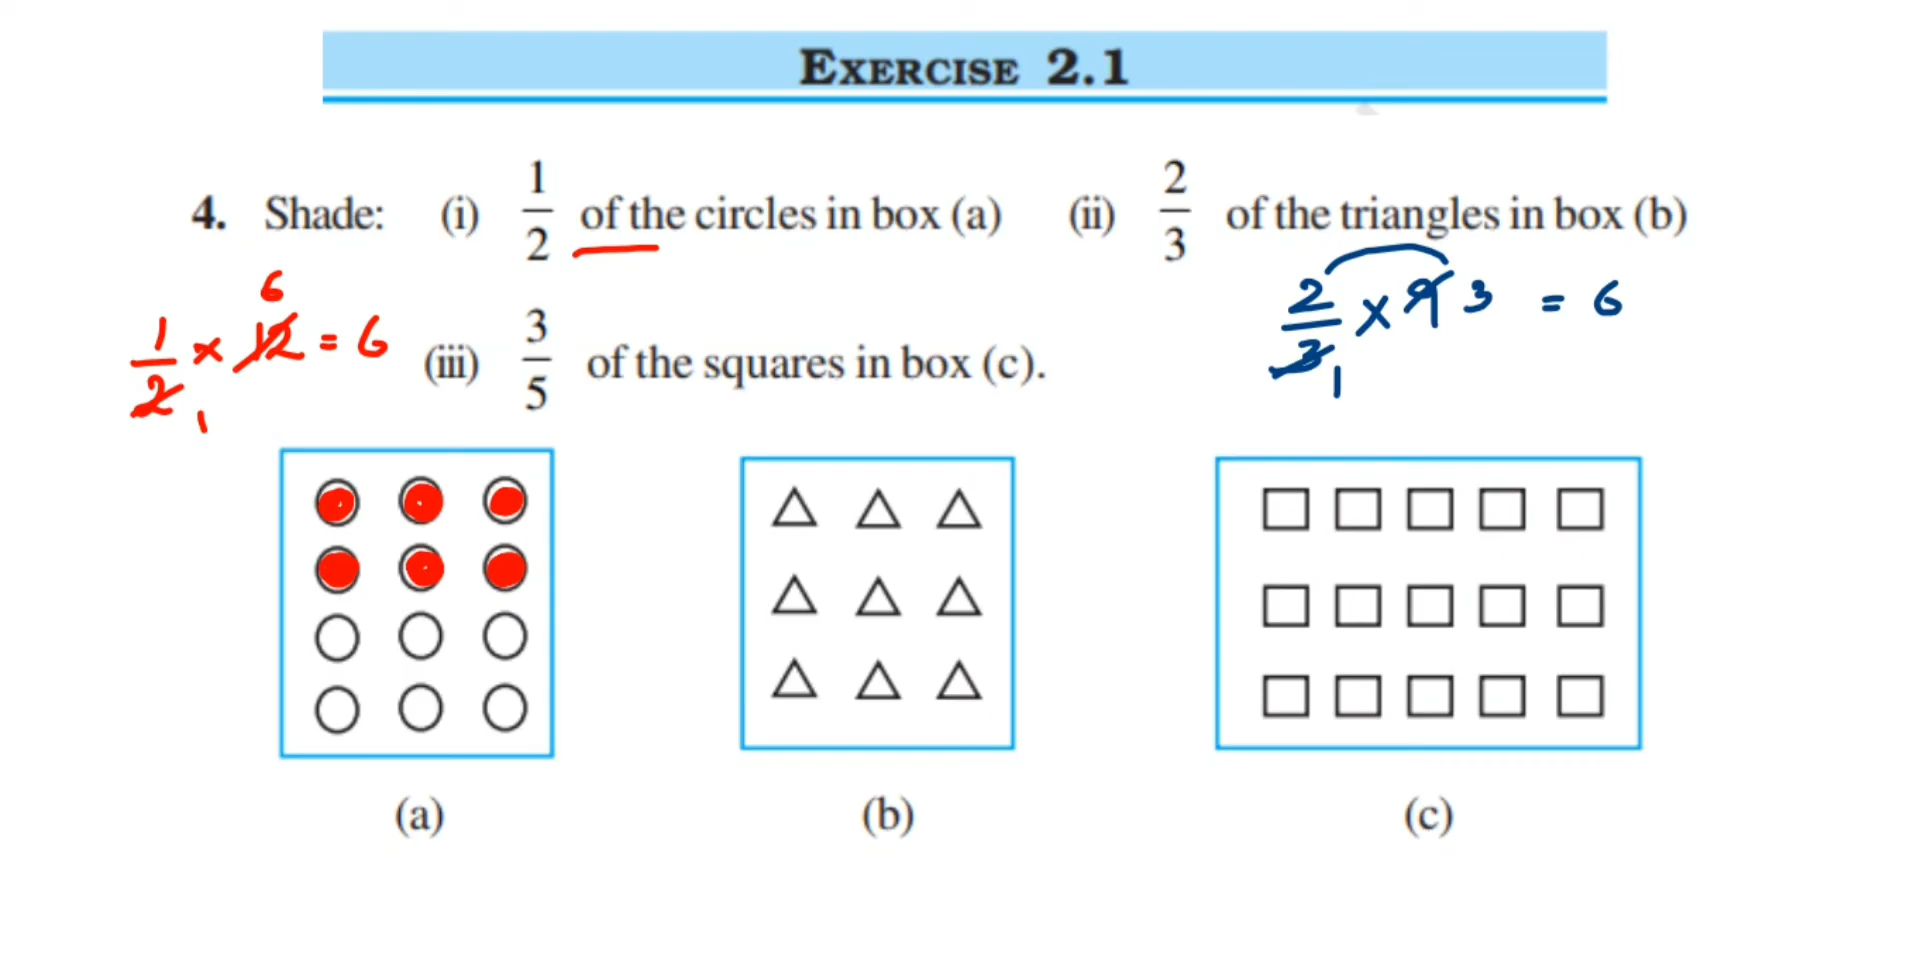 EXERCISE 2.1
4. Shade: (i) 1/2 of the circles in box (a) (ii) 2/3 of the triangles in box (b)
1/2 × 12 = 6
6
1
2/3 × 9 3 = 6
1
(iii) 3/5 of the squares in box (c).
(a) (b) (c)